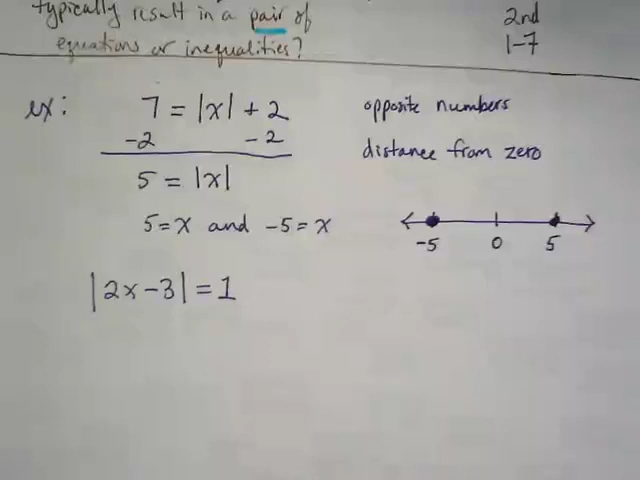 typically result in a pair of
equations or inequalities?
2nd
1-7
ex: 7 = |x| + 2
-2 -2
5 = |x|
5 = x and -5 = x
opposite numbers
distance from zero
-5 0 5
|2x - 3| = 1